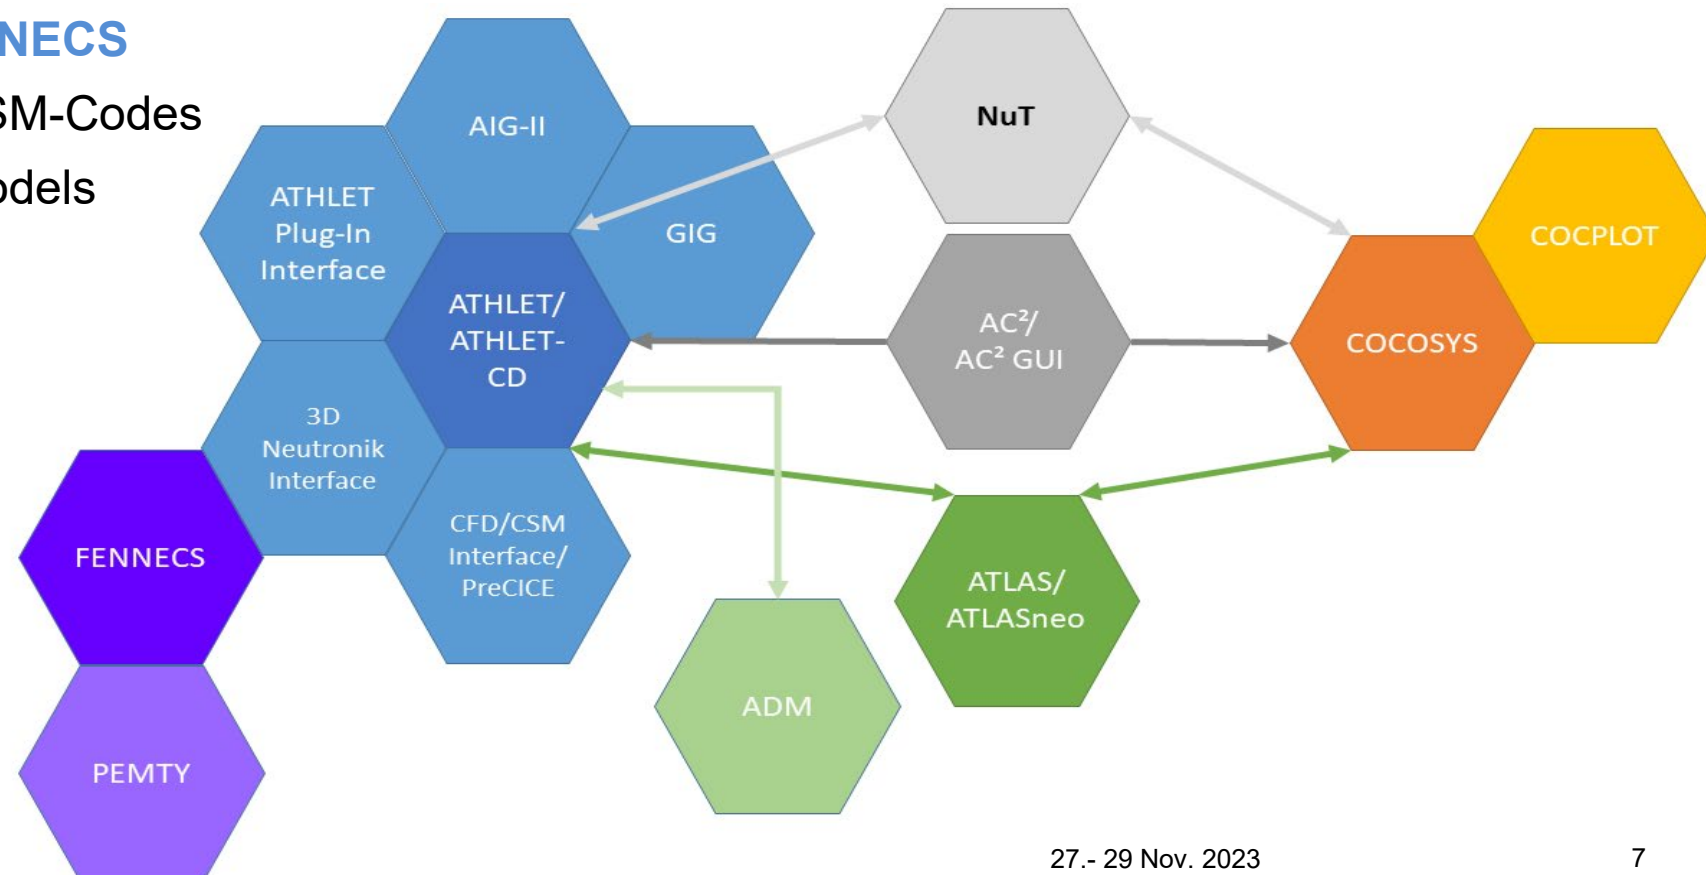 NECS
SM-Codes
odels
AIG-II
NuT
ATHLET
Plug-In
Interface
GIG
COCPLOT
ATHLET/
ATHLET-
CD
AC²/
AC² GUI
COCOSYS
3D
Neutronik
Interface
CFD/CSM
Interface/
PreCICE
FENNECS
ATLAS/
ATLASneo
ADM
PEMTY
27.- 29 Nov. 2023
7